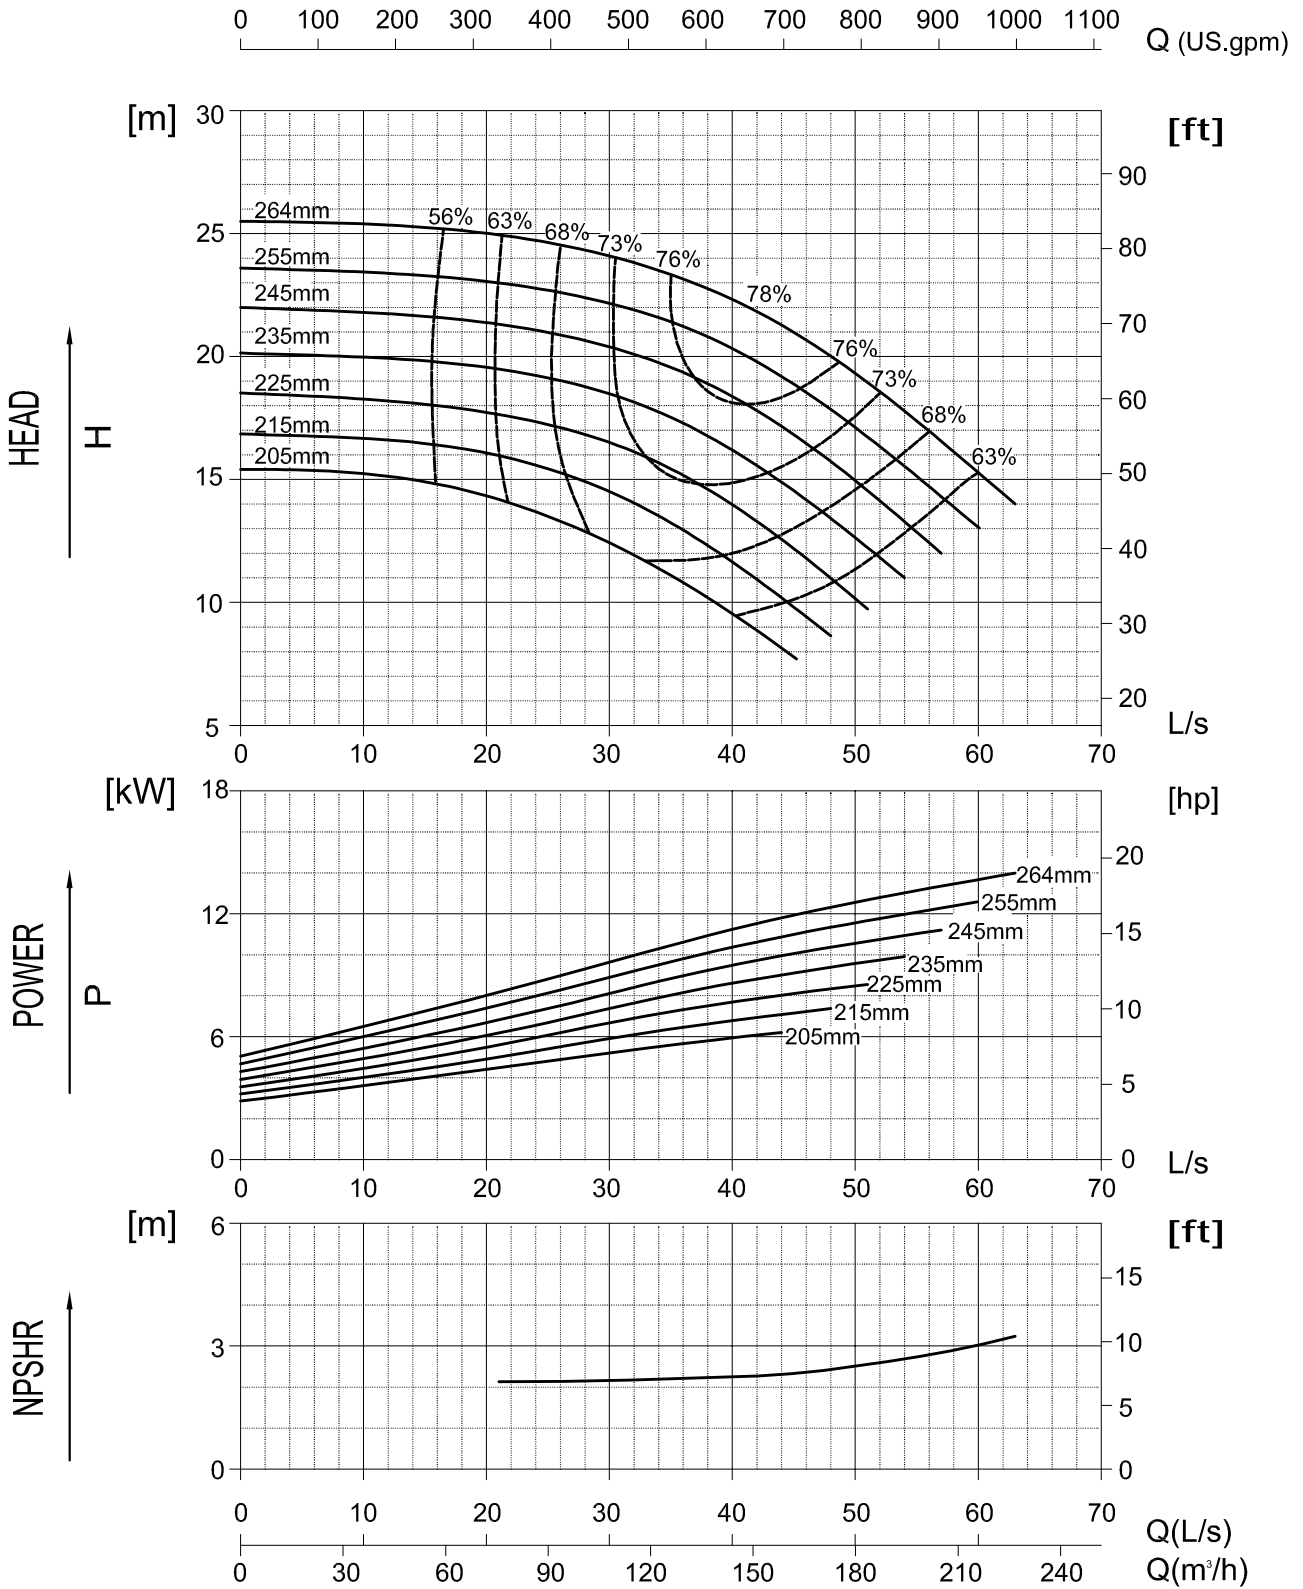 0 100 200 300 400 500 600 700 800 900 1000 1100
Q (US.gpm)
[m]
[ft]
30
25
20
15
10
5
90
80
70
60
50
40
30
20
HEAD
H
264mm
255mm
245mm
235mm
225mm
215mm
205mm
56% 63% 68% 73% 76% 78% 76% 73% 68% 63%
L/s
0 10 20 30 40 50 60 70
[kW]
[hp]
18
12
6
0
20
15
10
5
0
POWER
P
264mm
255mm
245mm
235mm
225mm
215mm
205mm
L/s
0 10 20 30 40 50 60 70
[m]
[ft]
6
3
0
15
10
5
0
NPSHR
0 10 20 30 40 50 60 70
Q(L/s)
0 30 60 90 120 150 180 210 240
Q(m³/h)